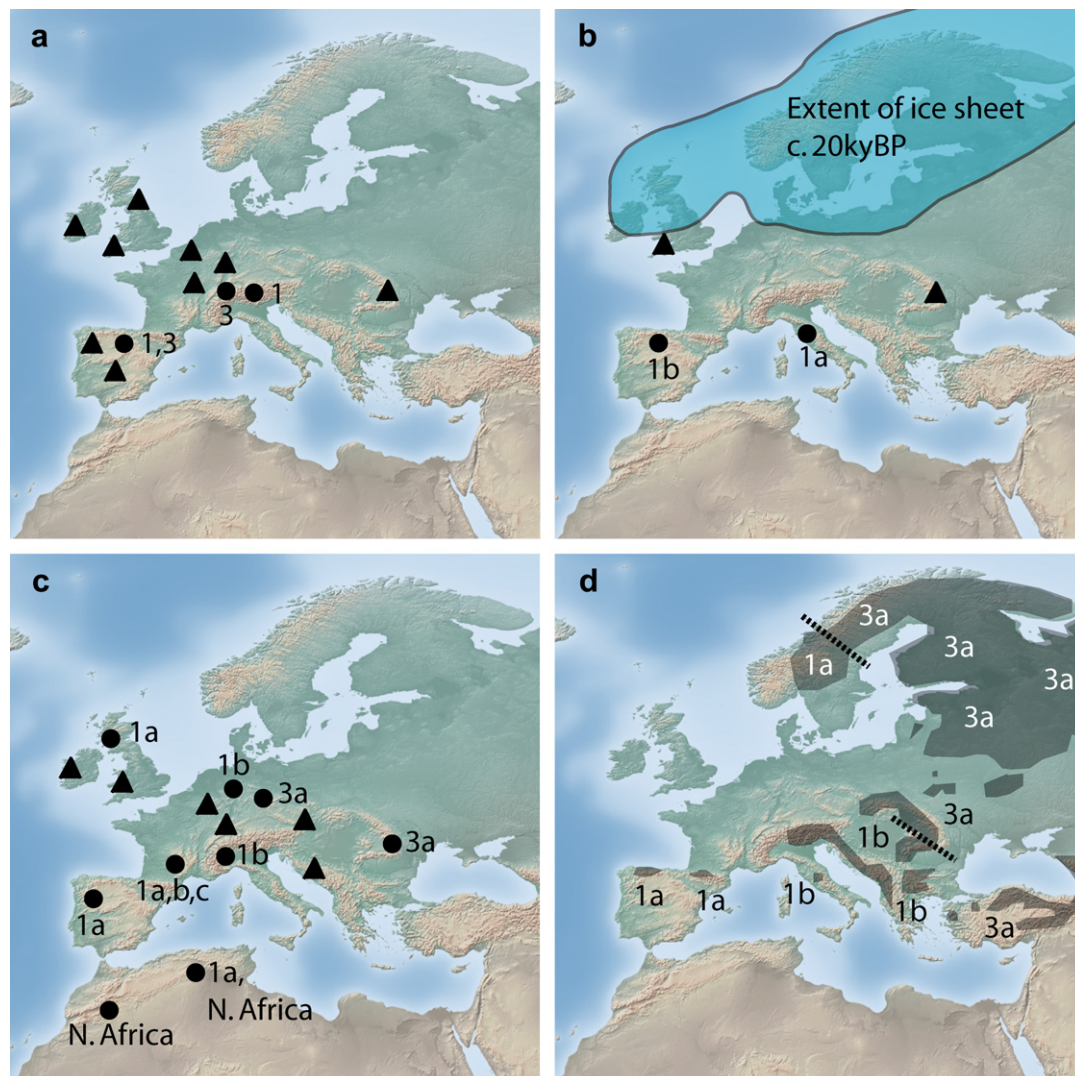 a
3
1
1,3
b
Extent of ice sheet
c. 20kyBP
1b
1a
c
1a
1b
3a
3a
1b
1a,b,c
1a
1a,
N. Africa
N. Africa
d
3a
3a
1a
3a
3a
3a
1b
1a
1a
1b
1b
3a